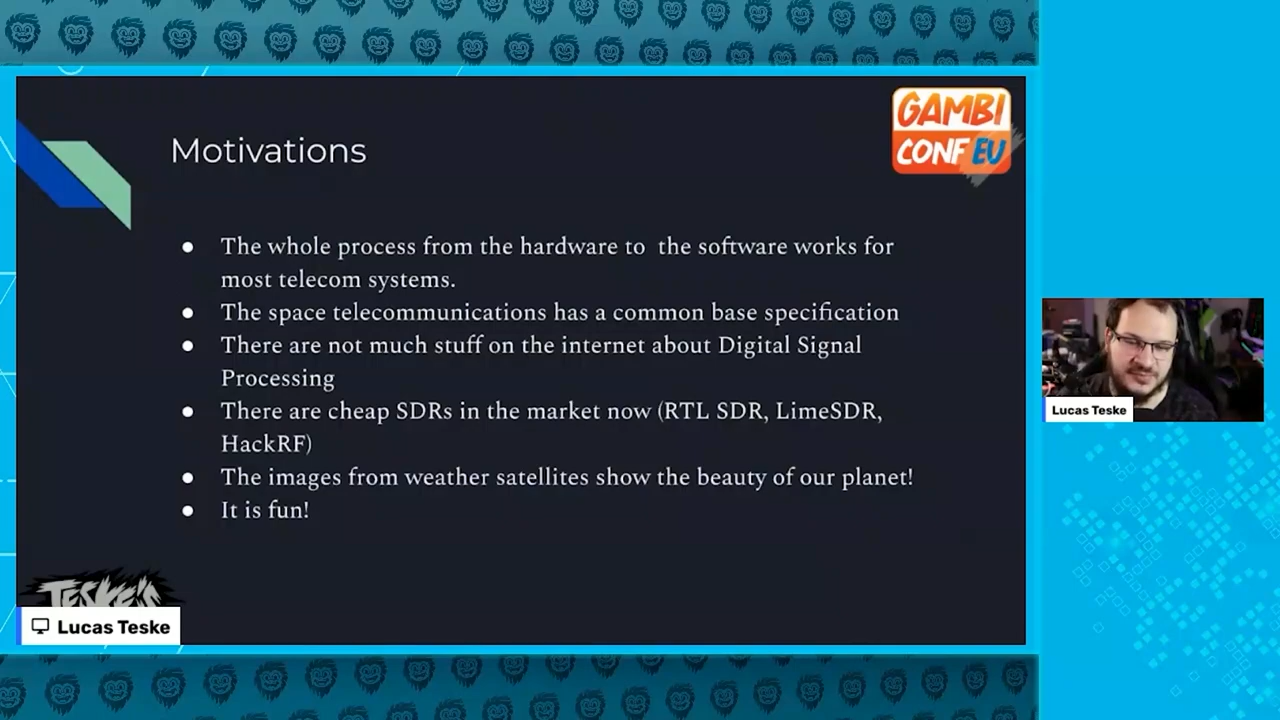 GAMBI
CONF EU
Motivations
● The whole process from the hardware to  the software works for
most telecom systems.
● The space telecommunications has a common base specification
● There are not much stuff on the internet about Digital Signal
Processing
● There are cheap SDRs in the market now (RTL SDR, LimeSDR,
HackRF)
● The images from weather satellites show the beauty of our planet!
● It is fun!
TESKE'S
Lucas Teske
Lucas Teske